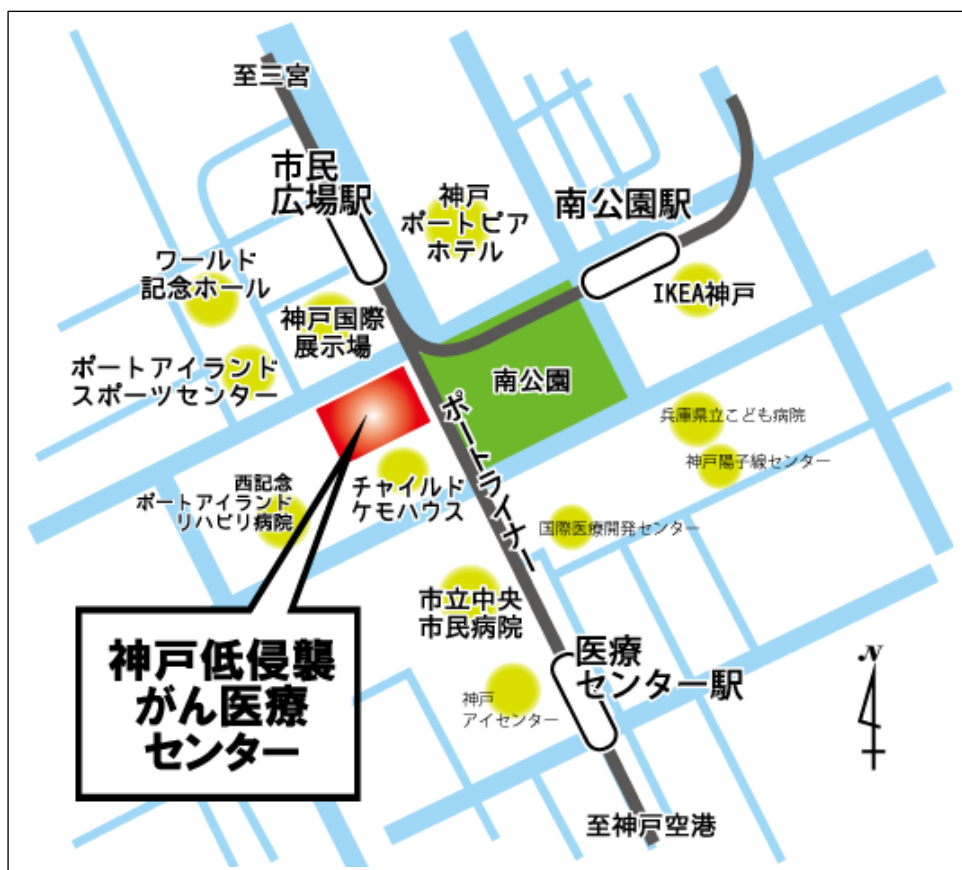 至三宮
市民
広場駅
神戸
ポートピア
ホテル
南公園駅
ワールド
記念ホール
IKEA神戸
神戸国際
展示場
ポートアイランド
スポーツセンター
南公園
ポートライナー
兵庫県立こども病院
神戸陽子線センター
西記念
ポートアイランド
リハビリ病院
チャイルド
ケモハウス
国際医療開発センター
市立中央
市民病院
神戸低侵襲
がん医療
センター
医療
センター駅
神戸
アイセンター
N
至神戸空港